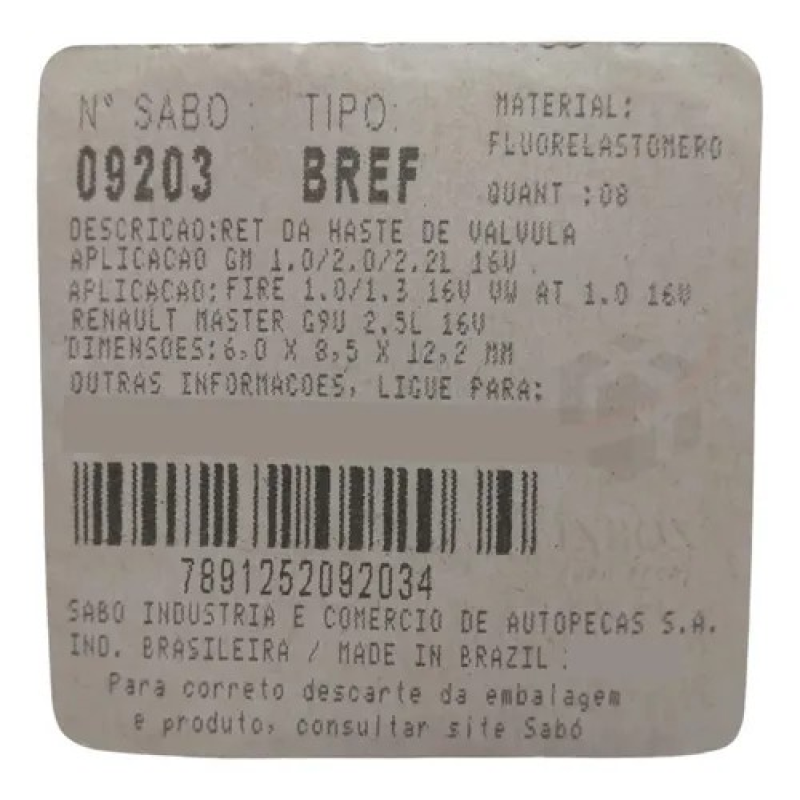 Nº SABO : TIPO: MATERIAL:
09203 BREF FLUORELASTOMERO
QUANT :08
DESCRICAO:RET DA HASTE DE VALVULA
APLICACAO GM 1.0/2.0/2.2L 16V
APLICACAO: FIRE 1.0/1.3 16V VW AT 1.0 16V
RENAULT MASTER G9U 2.5L 16V
DIMENSOES:6,0 X 8,5 X 12,2 MM
OUTRAS INFORMACOES, LIGUE PARA:
7891252092034
SABO INDUSTRIA E COMERCIO DE AUTOPECAS S.A.
IND. BRASILEIRA / MADE IN BRAZIL :
Para correto descarte da embalagem
e produto, consultar site Sabó